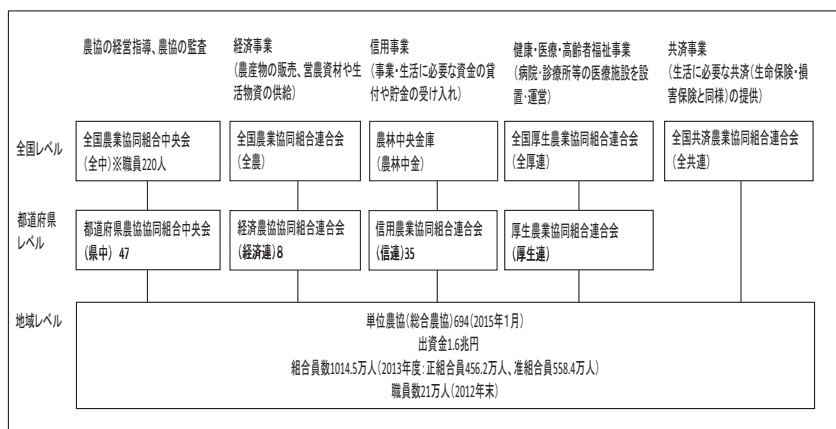 農協の経営指導、農協の監査
経済事業
(農産物の販売、営農資材や生
活物資の供給)
信用事業
(事業・生活に必要な資金の貸
付や貯金の受け入れ)
健康・医療・高齢者福祉事業
(病院・診療所等の医療施設を設
置・運営)
共済事業
(生活に必要な共済(生命保険・損
害保険と同様)の提供)
全国レベル
全国農業協同組合中央会
(全中)※職員220人
全国農業協同組合連合会
(全農)
農林中央金庫
(農林中金)
全国厚生農業協同組合連合会
(全厚連)
全国共済農業協同組合連合会
(全共連)
都道府県
レベル
都道府県農協協同組合中央会
(県中) 47
経済農協協同組合連合会
(経済連)8
信用農業協同組合連合会
(信連)35
厚生農業協同組合連合会
(厚生連)
地域レベル
単位農協(総合農協)694(2015年1月)
出資金1.6兆円
組合員数1014.5万人(2013年度:正組合員456.2万人、准組合員558.4万人)
職員数21万人(2012年末)